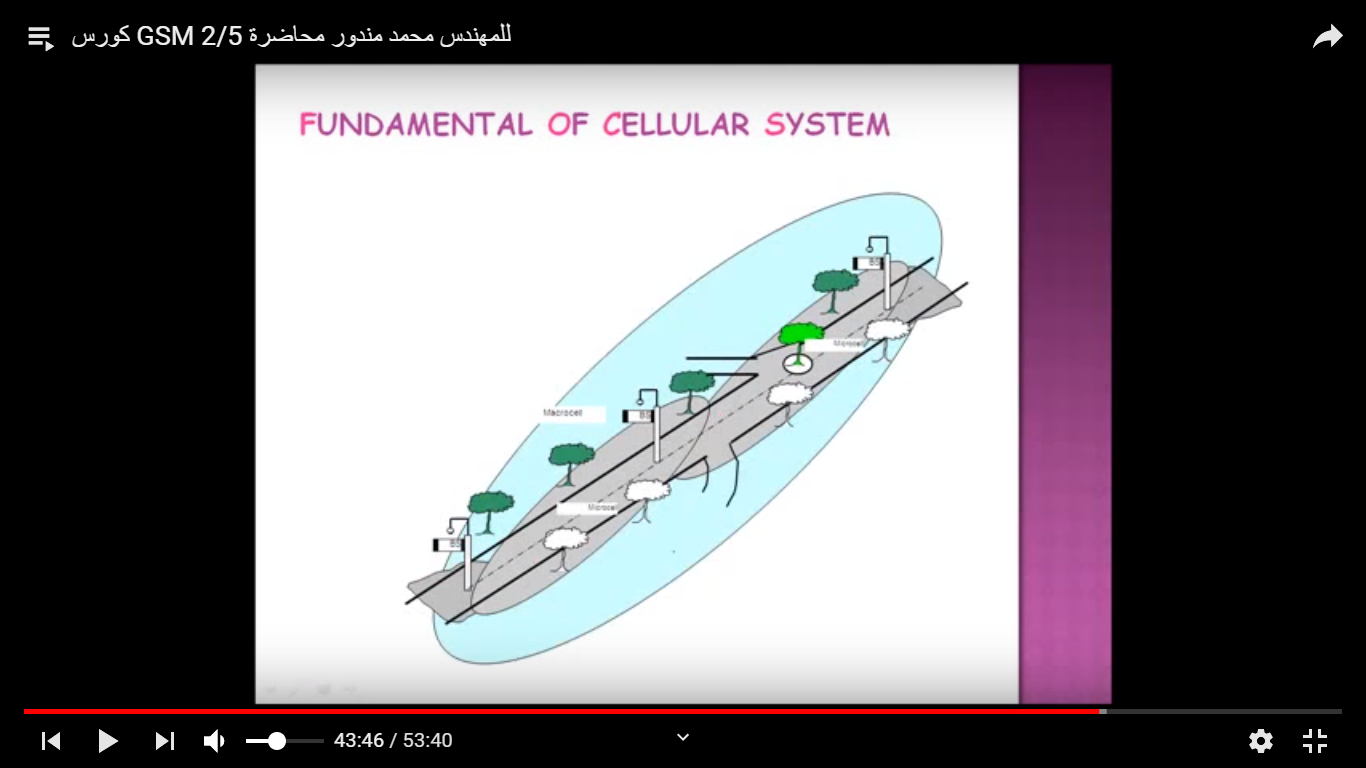 كورس GSM 2/5 للمهندس محمد مندور محاضرة
FUNDAMENTAL OF CELLULAR SYSTEM
BS
Microcell
Macrocell
BS
Microcell
BS
43:46 / 53:40